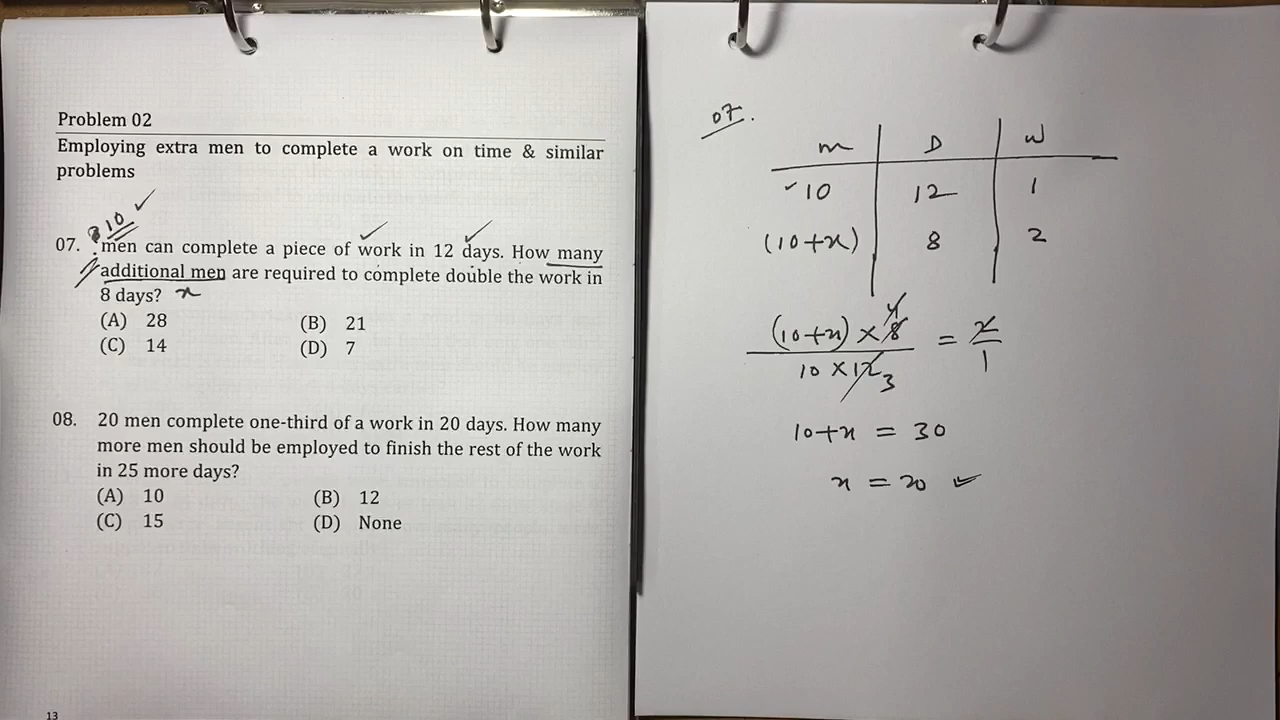 Problem 02
Employing extra men to complete a work on time & similar
problems
10
07. men can complete a piece of work in 12 days. How many
additional men are required to complete double the work in
8 days? x
(A) 28 (B) 21
(C) 14 (D) 7
08. 20 men complete one-third of a work in 20 days. How many
more men should be employed to finish the rest of the work
in 25 more days?
(A) 10 (B) 12
(C) 15 (D) None
13
07.
m D W
10 12 1
(10+x) 8 2
(10+x) × 8 4 = 2
10 × 12 3 1
10+x = 30
x = 20